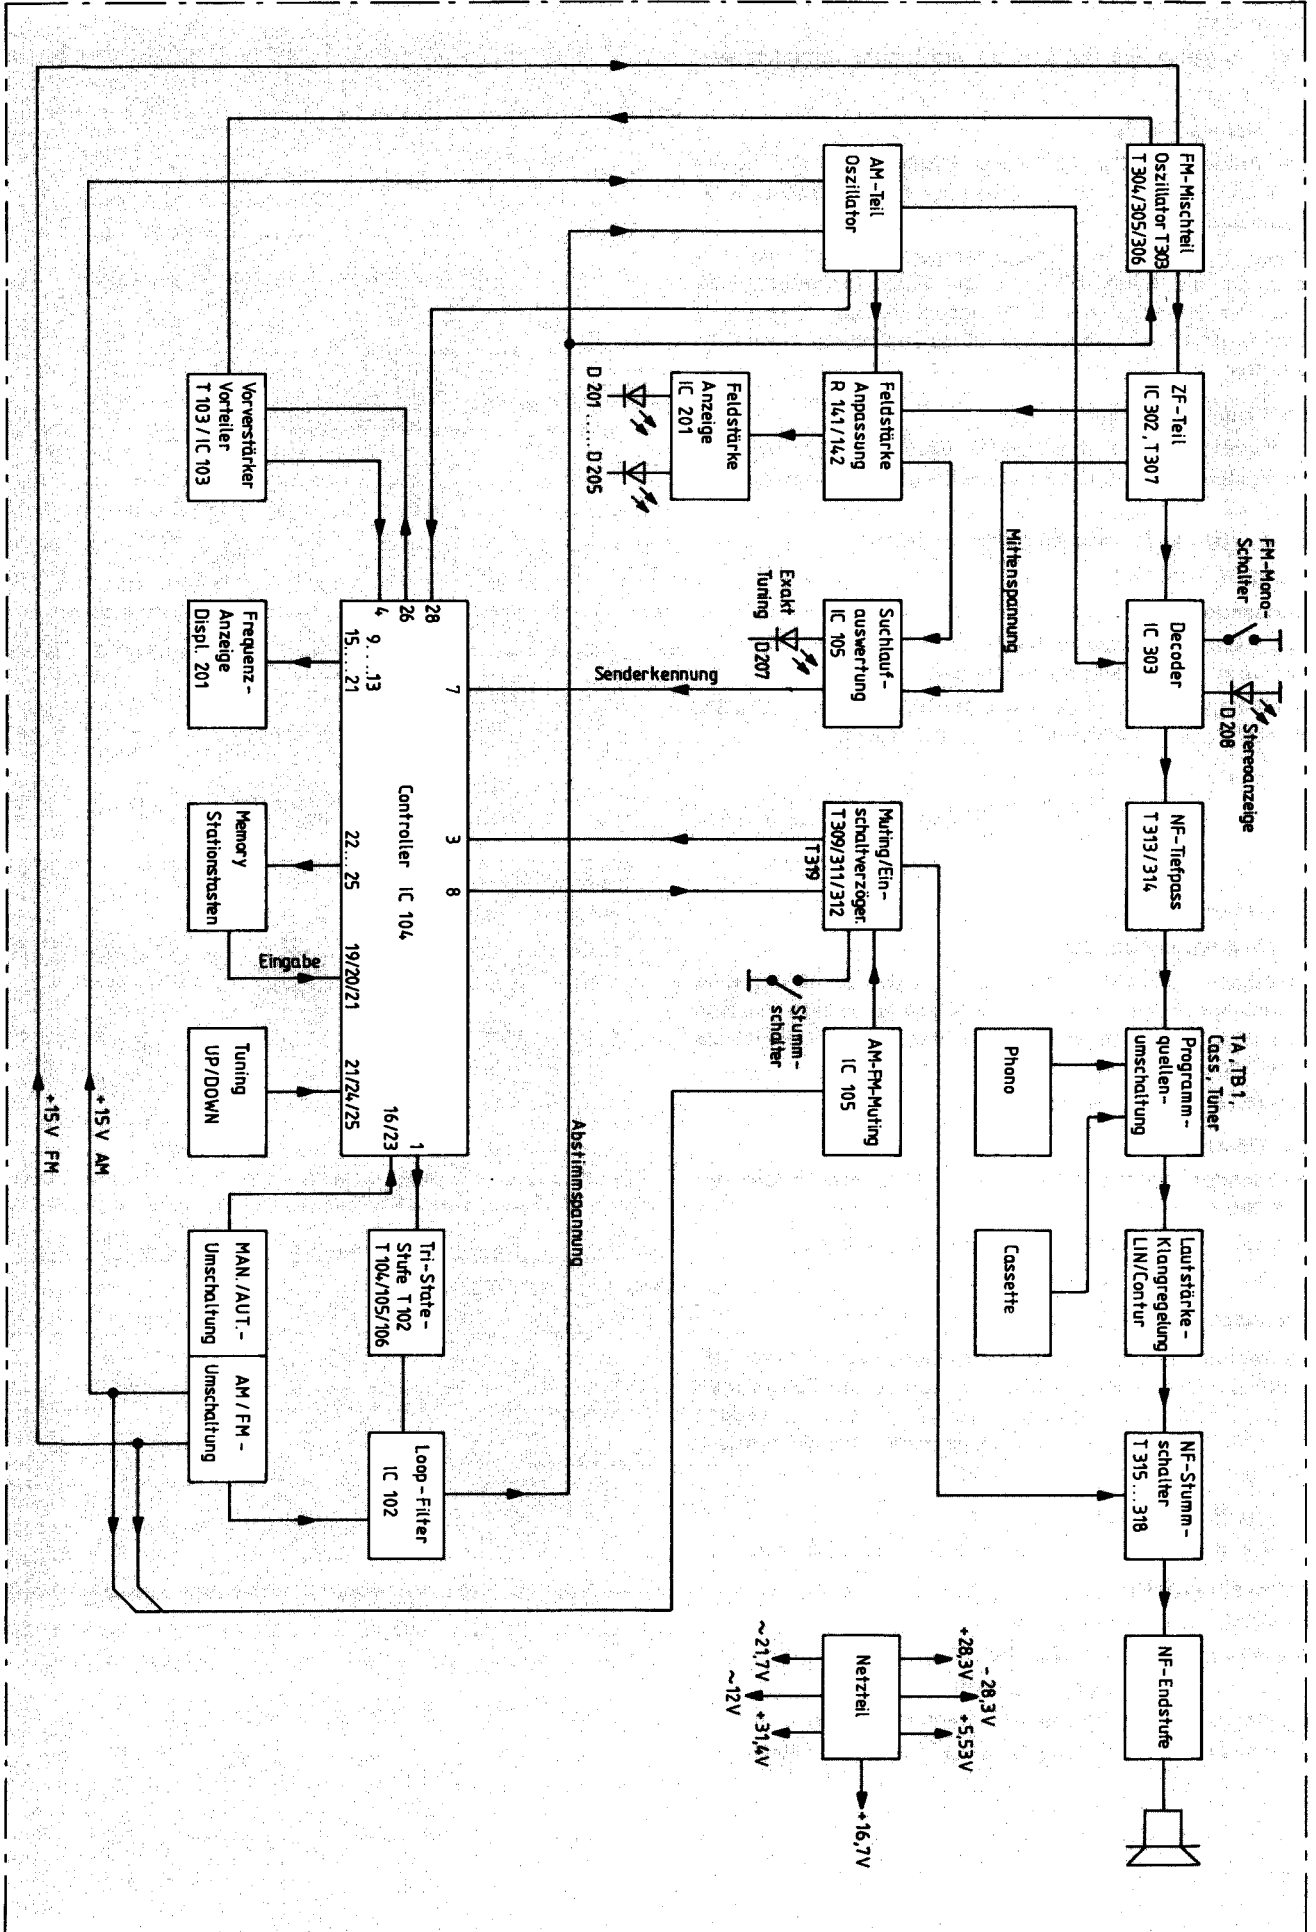 FM-Mischteil
Oszillator T303
T304/305/306
ZF-Teil
IC 302, T307
FM-Mono-
Schalter
Stereoanzeige
D208
Decoder
IC 303
NF-Tiefpass
T313/314
TA, TB1,
Cass, Tuner
Programm-
quellen-
umschaltung
Lautstärke-
Klangregelung
LIN/Contur
NF-Stumm-
schalter
T315...318
NF-Endstufe
Mittenspannung
Phono
Cassette
AM-Teil
Oszillator
Feldstärke
Anpassung
R 141/142
Suchlauf-
auswertung
IC 105
Muting/Ein-
schaltverzöger.
T309/311/312
T319
AM-FM-Muting
IC 105
Stumm-
schalter
Exakt
Tuning
D207
Feldstärke
Anzeige
IC 201
D 201.....D 205
Senderkennung
Abstimmspannung
+28,3V
-28,3V
+5,53V
Netzteil
+16,7V
~21,7V
~12V
+31,4V
28
26
4
7
3
8
1
9...13
15...21
Controller IC 104
22...25
19/20/21
21/24/25
16/23
Tri-State-
Stufe T102
T104/105/106
Loop-Filter
IC 102
Vorverstärker
Vorteiler
T103/IC 103
Frequenz-
Anzeige
Displ. 201
Memory
Stationstasten
Eingabe
Tuning
UP/DOWN
MAN./AUT.-
Umschaltung
AM/FM-
Umschaltung
+15V AM
+15V FM